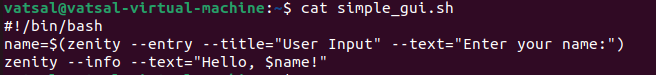 vatsal@vatsal-virtual-machine:~$ cat simple_gui.sh
#!/bin/bash
name=$(zenity --entry --title="User Input" --text="Enter your name:")
zenity --info --text="Hello, $name!"